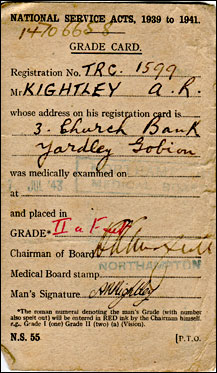 NATIONAL SERVICE ACTS, 1939 to 1941.
14706658
GRADE CARD.
Registration No. TRC. 1599
Mr KIGHTLEY A. R.
whose address on his registration card is
3. Church Bank
Yardley Gobion
was medically examined on
at
and placed in
GRADE* II a
Chairman of Board
NORTHAMPTON
Medical Board stamp
Man's Signature ARKightley
*The roman numeral denoting the man's Grade (with number
also spelt out) will be entered in RED ink by the Chairman himself,
e.g., Grade I (one) Grade II (two) (a) (Vision).
N.S. 55 [P.T.O.